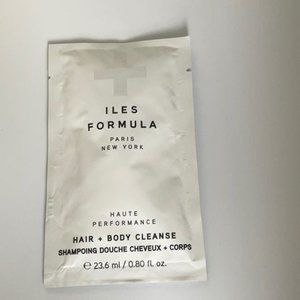 ILES
FORMULA
PARIS
NEW YORK
HAUTE
PERFORMANCE
HAIR + BODY CLEANSE
SHAMPOING DOUCHE CHEVEUX + CORPS
℮ 23.6 ml / 0.80 fl. oz.